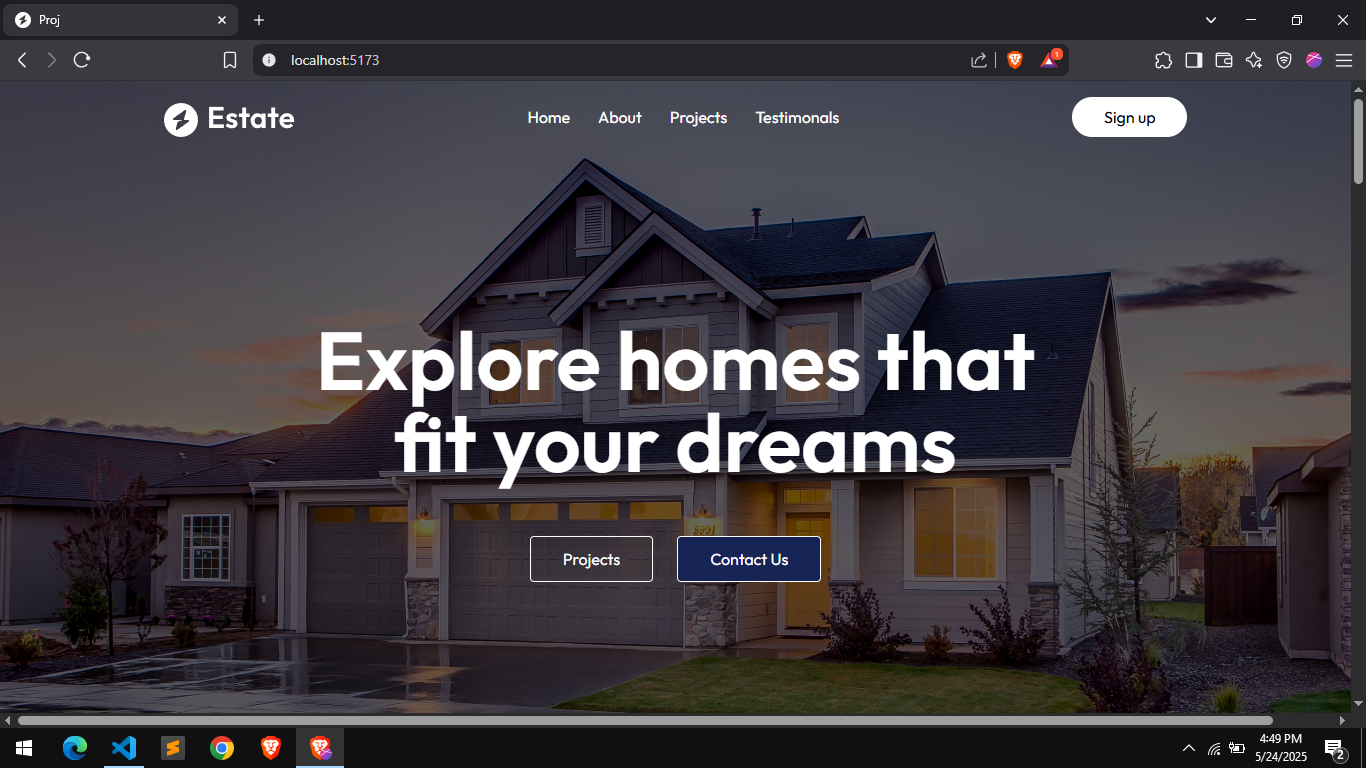 Proj
localhost:5173
1
Estate
Home About Projects Testimonals
Sign up
Explore homes that
fit your dreams
5991
Projects Contact Us
4:49 PM
5/24/2025
2